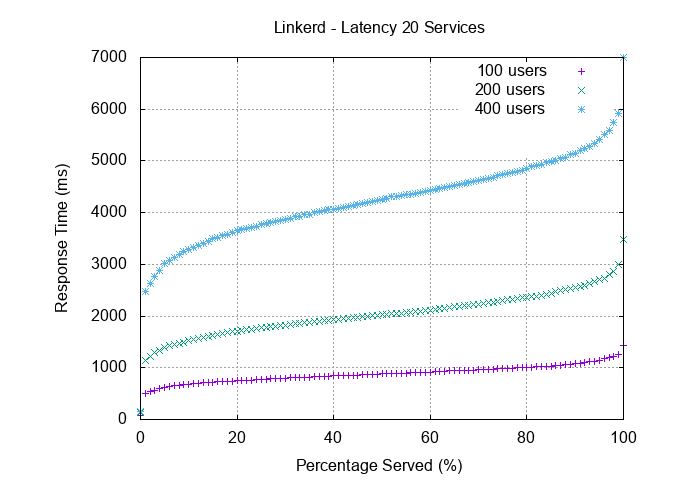 Linkerd - Latency 20 Services
7000
6000
5000
4000
3000
2000
1000
0
Response Time (ms)
100 users
200 users
400 users
0 20 40 60 80 100
Percentage Served (%)